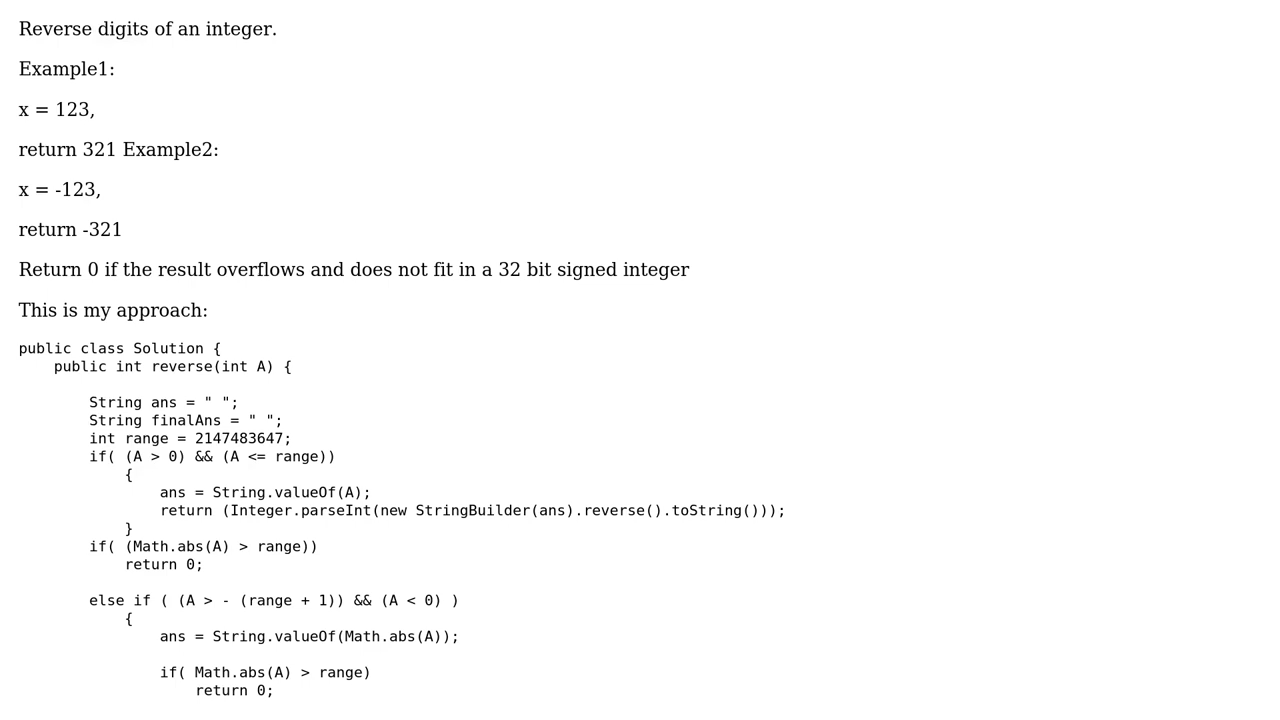 Reverse digits of an integer.
Example1:
x = 123,
return 321 Example2:
x = -123,
return -321
Return 0 if the result overflows and does not fit in a 32 bit signed integer
This is my approach:
public class Solution {
    public int reverse(int A) {
        String ans = " ";
        String finalAns = " ";
        int range = 2147483647;
        if( (A > 0) && (A <= range))
            {
                ans = String.valueOf(A);
                return (Integer.parseInt(new StringBuilder(ans).reverse().toString()));
            }
        if( (Math.abs(A) > range))
            return 0;
        else if ( (A > - (range + 1)) && (A < 0) )
            {
                ans = String.valueOf(Math.abs(A));
                if( Math.abs(A) > range)
                    return 0;